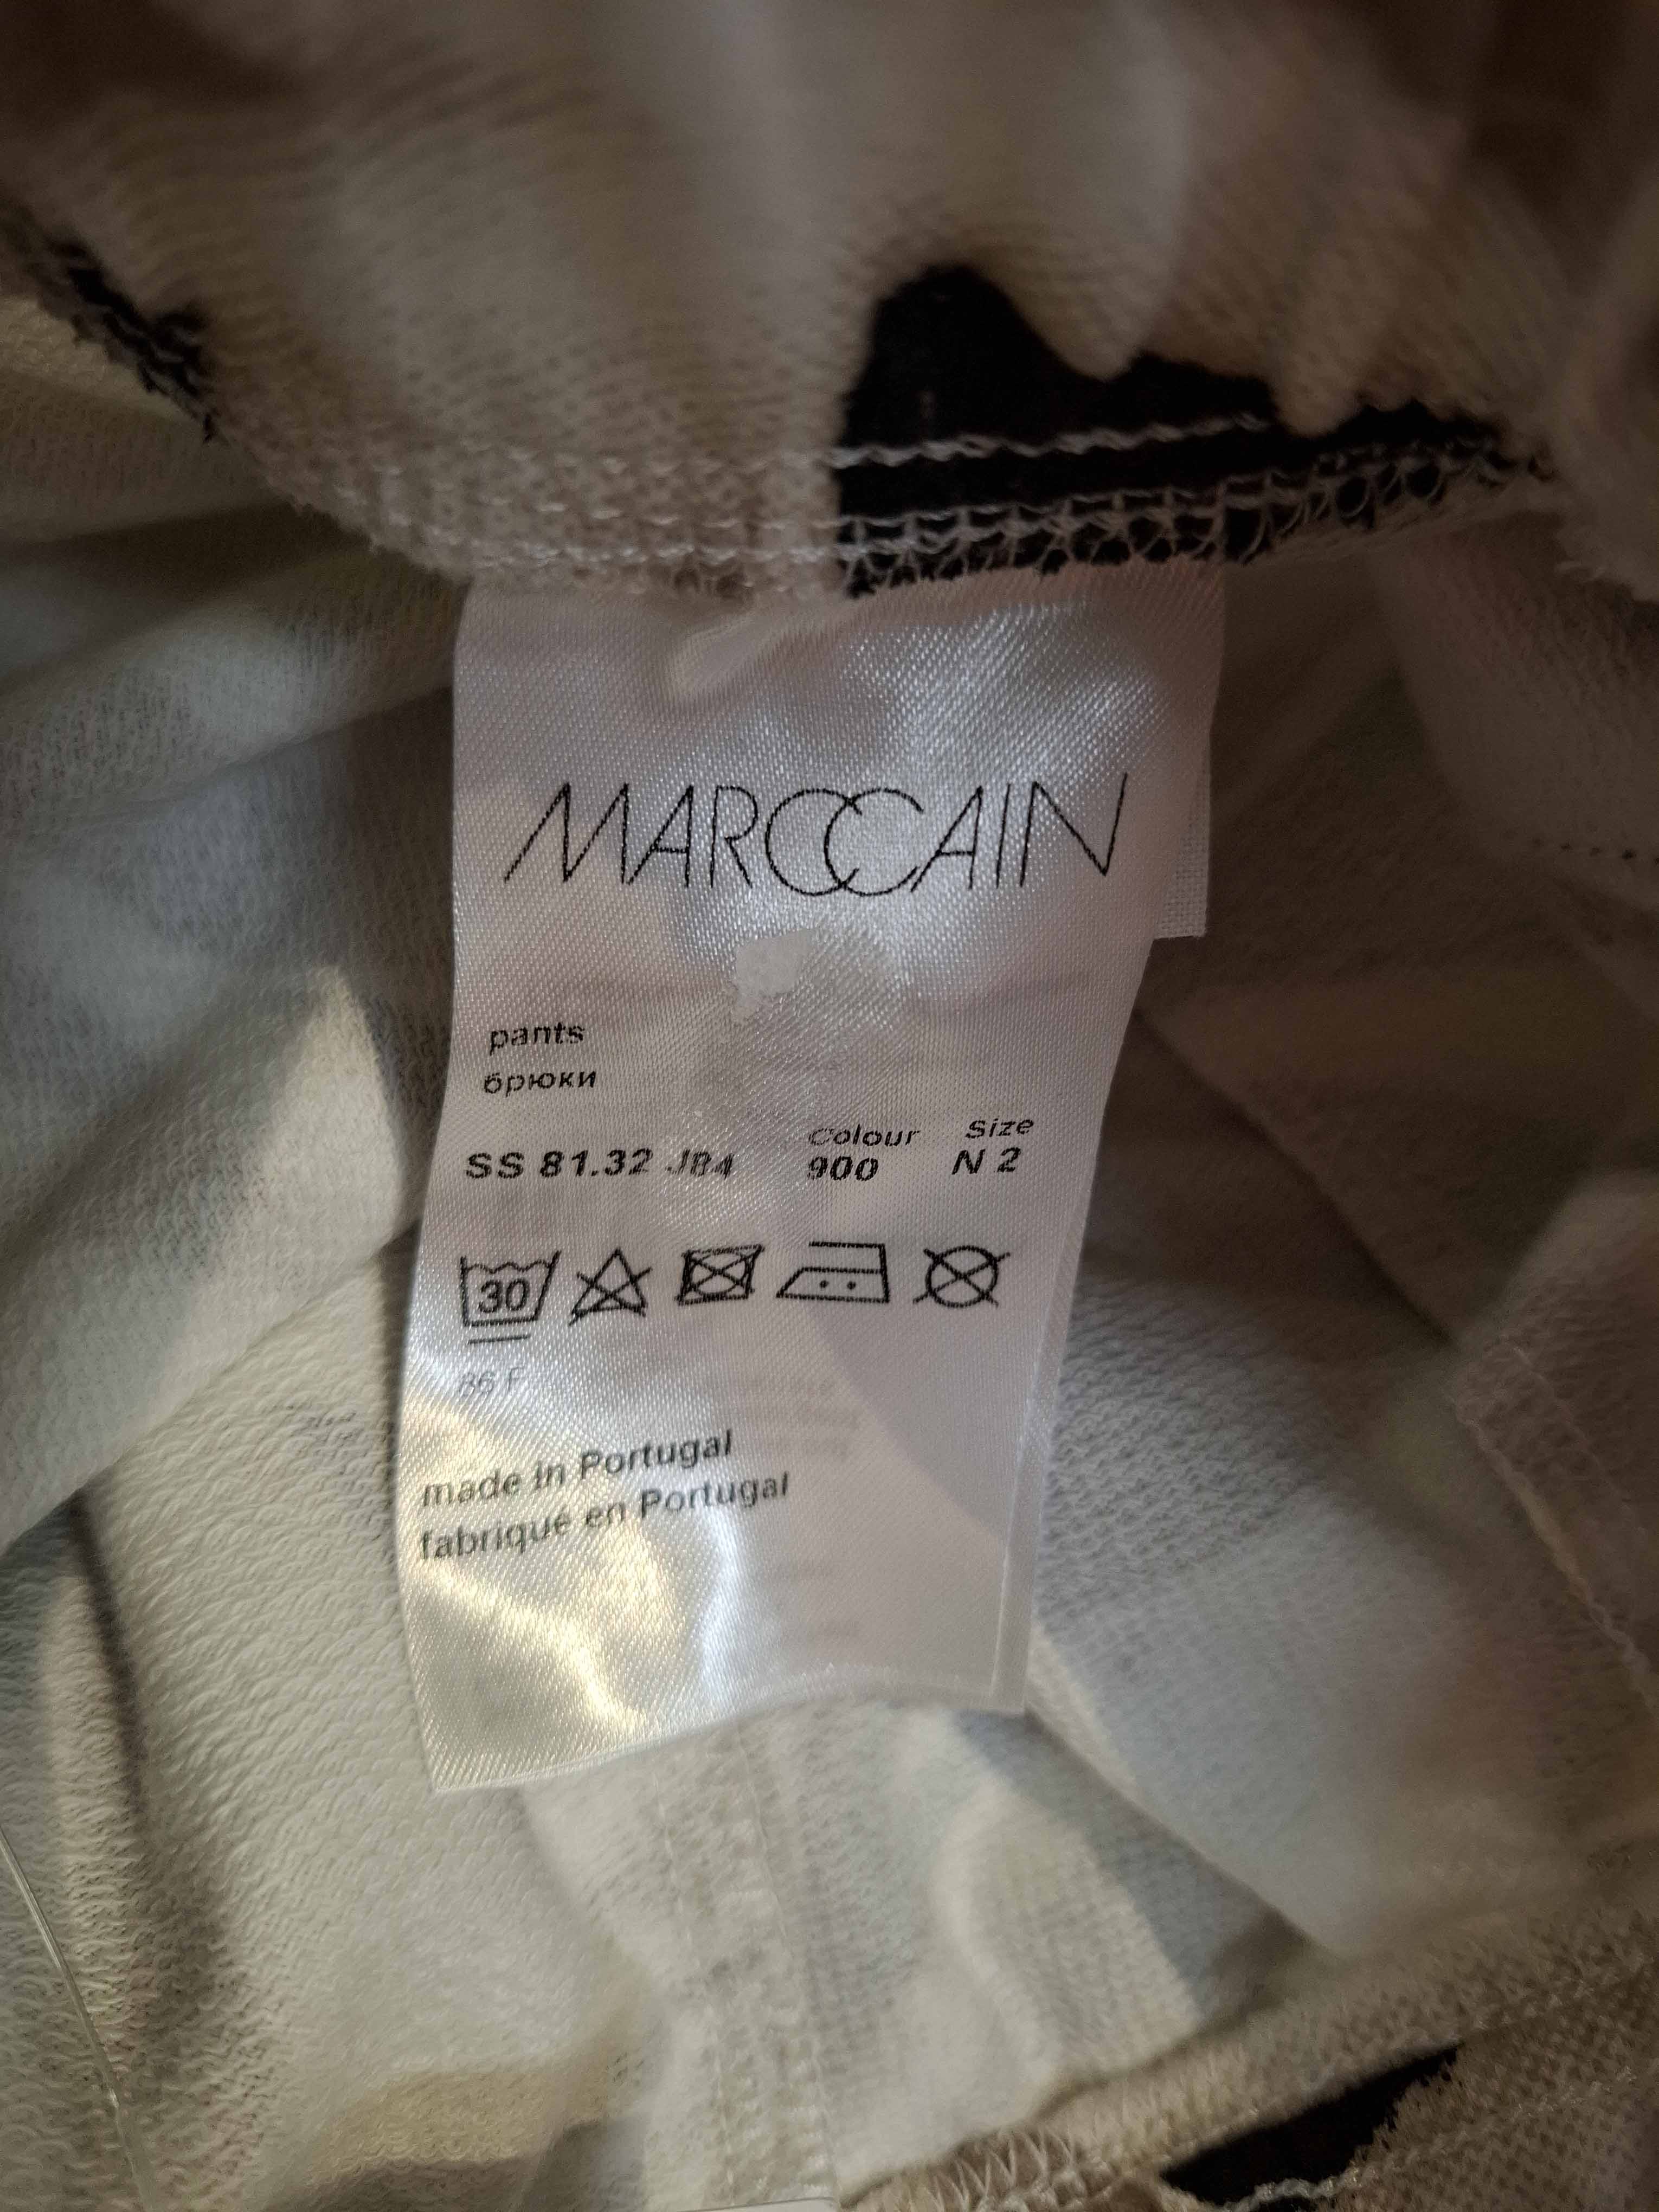 MARCCAIN
pants
брюки
Colour Size
SS 81.32 J84 900 N 2
30
86 F
made in Portugal
fabriqué en Portugal